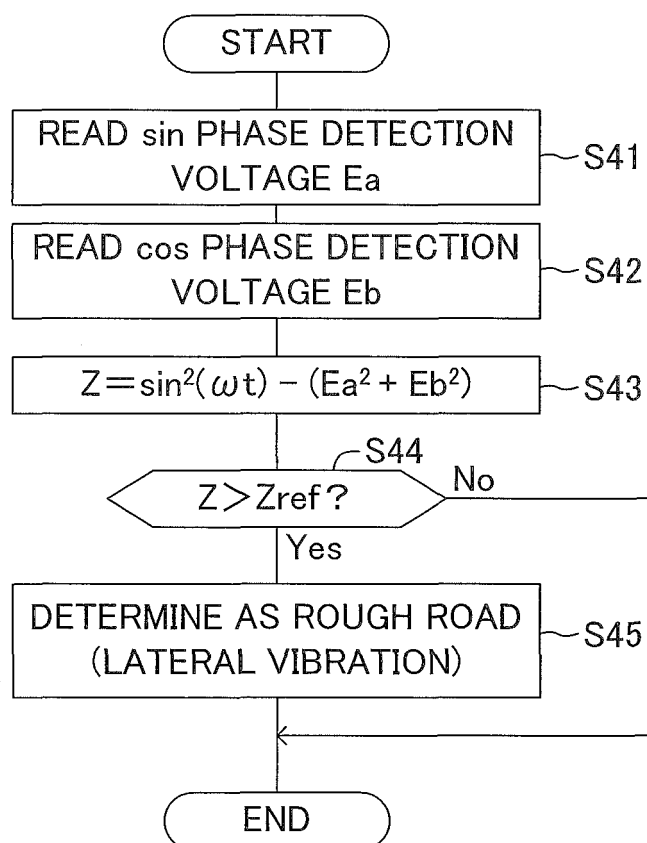 START
READ sin PHASE DETECTION
VOLTAGE Ea
S41
READ cos PHASE DETECTION
VOLTAGE Eb
S42
Z=sin²(ωt) - (Ea² + Eb²)
S43
S44
Z>Zref?
No
Yes
DETERMINE AS ROUGH ROAD
(LATERAL VIBRATION)
S45
END